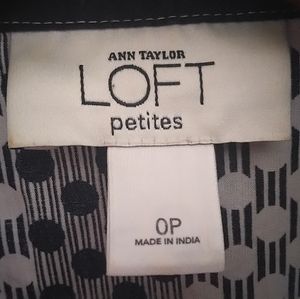 ANN TAYLOR
LOFT
petites
0P
MADE IN INDIA